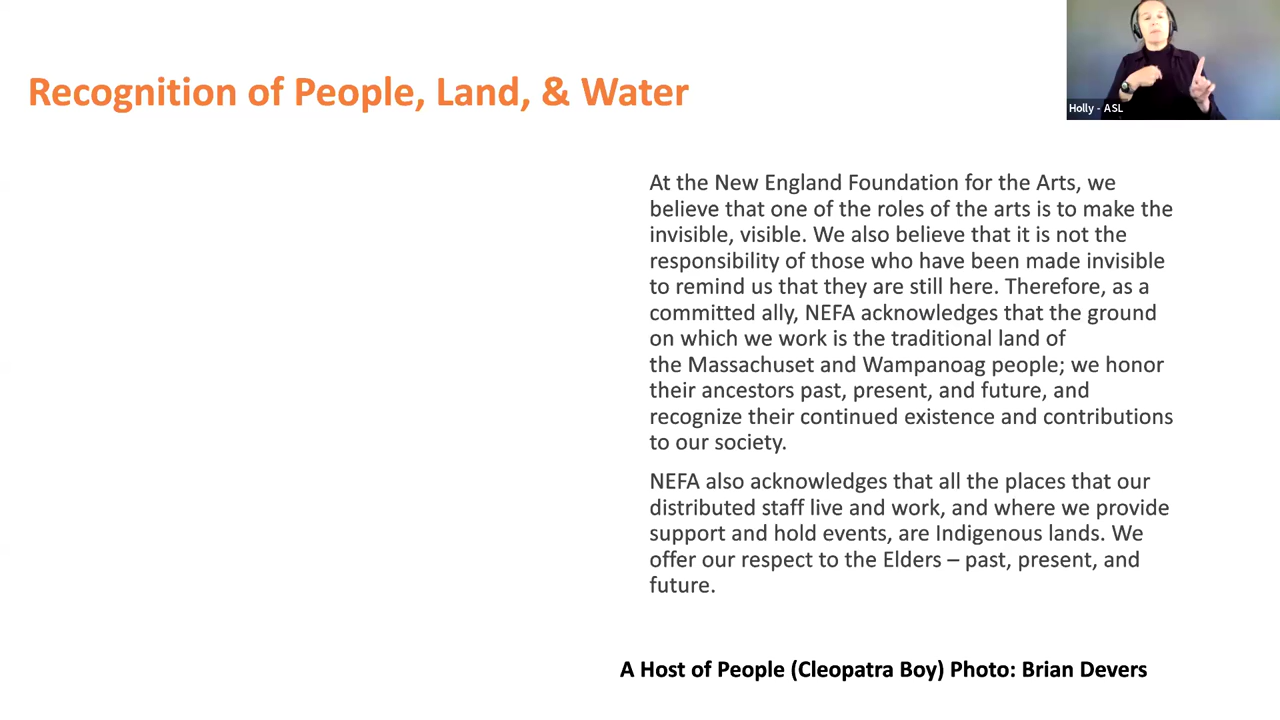 Recognition of People, Land, & Water
Holly - ASL
At the New England Foundation for the Arts, we
believe that one of the roles of the arts is to make the
invisible, visible. We also believe that it is not the
responsibility of those who have been made invisible
to remind us that they are still here. Therefore, as a
committed ally, NEFA acknowledges that the ground
on which we work is the traditional land of
the Massachuset and Wampanoag people; we honor
their ancestors past, present, and future, and
recognize their continued existence and contributions
to our society.
NEFA also acknowledges that all the places that our
distributed staff live and work, and where we provide
support and hold events, are Indigenous lands. We
offer our respect to the Elders – past, present, and
future.
A Host of People (Cleopatra Boy) Photo: Brian Devers